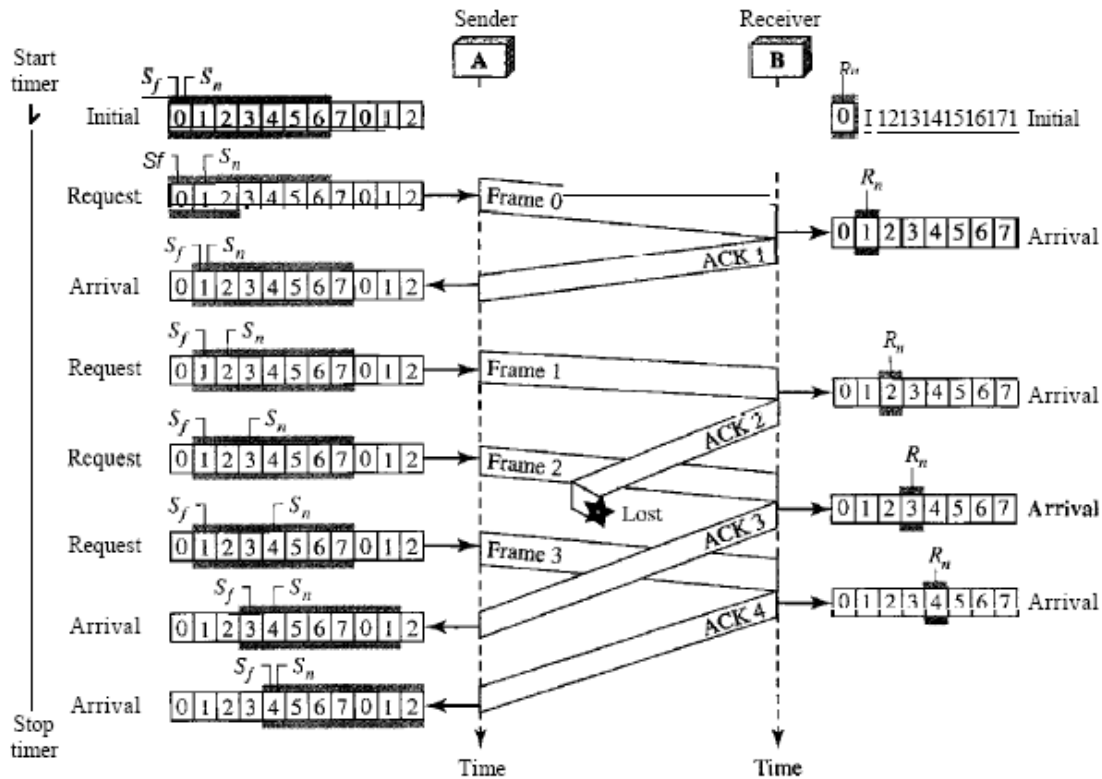 Sender Receiver
Start timer
A B
Sf Sn Rn
Initial 0 1 2 3 4 5 6 7 0 1 2 0 I 12131415161 71 Initial
Sf Sn
Request 0 1 2 3 4 5 6 7 0 1 2 Frame 0
Rn
0 1 2 3 4 5 6 7 Arrival
Sf Sn
ACK 1
Arrival 0 1 2 3 4 5 6 7 0 1 2
Sf Sn
Request 0 1 2 3 4 5 6 7 0 1 2 Frame 1
Rn
0 1 2 3 4 5 6 7 Arrival
Sf Sn
ACK 2
Request 0 1 2 3 4 5 6 7 0 1 2 Frame 2
Rn
Lost
0 1 2 3 4 5 6 7 Arrival
Sf Sn
ACK 3
Request 0 1 2 3 4 5 6 7 0 1 2 Frame 3
Rn
0 1 2 3 4 5 6 7 Arrival
Sf Sn
ACK 4
Arrival 0 1 2 3 4 5 6 7 0 1 2
Sf Sn
Arrival 0 1 2 3 4 5 6 7 0 1 2
Stop timer
Time Time